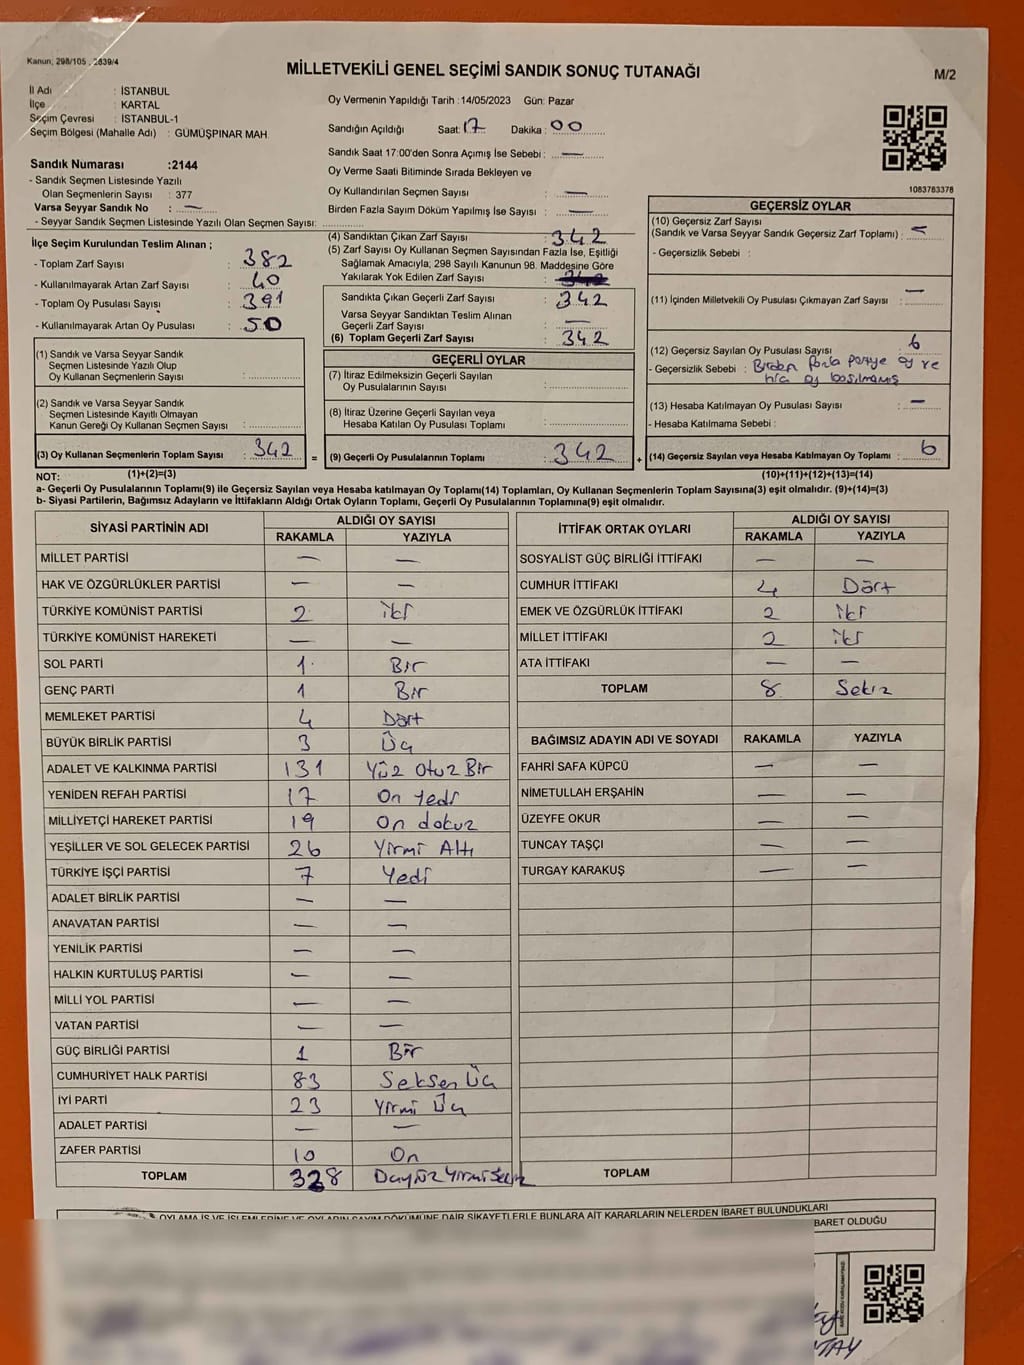 Kanun; 298/105 , 2839/4
MİLLETVEKİLİ GENEL SEÇİMİ SANDIK SONUÇ TUTANAĞI
M/2
İl Adı : İSTANBUL
İlçe : KARTAL
Seçim Çevresi : İSTANBUL-1
Seçim Bölgesi (Mahalle Adı) : GÜMÜŞPINAR MAH.
Sandık Numarası :2144
- Sandık Seçmen Listesinde Yazılı
Olan Seçmenlerin Sayısı : 377
Varsa Seyyar Sandık No : —
- Seyyar Sandık Seçmen Listesinde Yazılı Olan Seçmen Sayısı:
Oy Vermenin Yapıldığı Tarih :14/05/2023 Gün: Pazar
Sandığın Açıldığı Saat: 17 Dakika : 00
Sandık Saat 17:00'den Sonra Açımış İse Sebebi : —
Oy Verme Saati Bitiminde Sırada Bekleyen ve
Oy Kullandırılan Seçmen Sayısı : —
Birden Fazla Sayım Döküm Yapılmış İse Sayısı : —
1083783378
İlçe Seçim Kurulundan Teslim Alınan ;
- Toplam Zarf Sayısı : 382
- Kullanılmayarak Artan Zarf Sayısı : 40
- Toplam Oy Pusulası Sayısı : 391
- Kullanılmayarak Artan Oy Pusulası : 50
(4) Sandıktan Çıkan Zarf Sayısı : 342
(5) Zarf Sayısı Oy Kullanan Seçmen Sayısından Fazla İse, Eşitliği
Sağlamak Amacıyla; 298 Sayılı Kanunun 98. Maddesine Göre
Yakılarak Yok Edilen Zarf Sayısı :
Sandıkta Çıkan Geçerli Zarf Sayısı : 342
Varsa Seyyar Sandıktan Teslim Alınan
Geçerli Zarf Sayısı : —
(6) Toplam Geçerli Zarf Sayısı : 342
GEÇERSİZ OYLAR
(10) Geçersiz Zarf Sayısı
(Sandık ve Varsa Seyyar Sandık Geçersiz Zarf Toplamı) :
- Geçersizlik Sebebi :
(11) İçinden Milletvekili Oy Pusulası Çıkmayan Zarf Sayısı : —
(12) Geçersiz Sayılan Oy Pusulası Sayısı : 6
- Geçersizlik Sebebi : Birden fazla partiye oy ve
hiç oy basılmamış
(13) Hesaba Katılmayan Oy Pusulası Sayısı : —
- Hesaba Katılmama Sebebi :
(14) Geçersiz Sayılan veya Hesaba Katılmayan Oy Toplamı : 6
(1) Sandık ve Varsa Seyyar Sandık
Seçmen Listesinde Yazılı Olup
Oy Kullanan Seçmenlerin Sayısı :
(2) Sandık ve Varsa Seyyar Sandık
Seçmen Listesinde Kayıtlı Olmayan
Kanun Gereği Oy Kullanan Seçmen Sayısı :
(3) Oy Kullanan Seçmenlerin Toplam Sayısı : 342 =
GEÇERLİ OYLAR
(7) İtiraz Edilmeksizin Geçerli Sayılan
Oy Pusulalarının Sayısı :
(8) İtiraz Üzerine Geçerli Sayılan veya
Hesaba Katılan Oy Pusulası Toplamı :
(9) Geçerli Oy Pusulalarının Toplamı : 342 +
NOT: (1)+(2)=(3) (10)+(11)+(12)+(13)=(14)
a- Geçerli Oy Pusulalarının Toplamı(9) ile Geçersiz Sayılan veya Hesaba katılmayan Oy Toplamı(14) Toplamları, Oy Kullanan Seçmenlerin Toplam Sayısına(3) eşit olmalıdır. (9)+(14)=(3)
b- Siyasi Partilerin, Bağımsız Adayların ve İttifakların Aldığı Ortak Oyların Toplamı, Geçerli Oy Pusulalarının Toplamına(9) eşit olmalıdır.
SİYASİ PARTİNİN ADI ALDIĞI OY SAYISI
RAKAMLA YAZIYLA
MİLLET PARTİSİ — —
HAK VE ÖZGÜRLÜKLER PARTİSİ — —
TÜRKİYE KOMÜNİST PARTİSİ 2 iki
TÜRKİYE KOMÜNİST HAREKETİ — —
SOL PARTİ 1 Bir
GENÇ PARTİ 1 Bir
MEMLEKET PARTİSİ 4 Dört
BÜYÜK BİRLİK PARTİSİ 3 Üç
ADALET VE KALKINMA PARTİSİ 131 Yüz Otuz Bir
YENİDEN REFAH PARTİSİ 17 On Yedi
MİLLİYETÇİ HAREKET PARTİSİ 19 On dokuz
YEŞİLLER VE SOL GELECEK PARTİSİ 26 Yirmi Altı
TÜRKİYE İŞÇİ PARTİSİ 7 Yedi
ADALET BİRLİK PARTİSİ — —
ANAVATAN PARTİSİ — —
YENİLİK PARTİSİ — —
HALKIN KURTULUŞ PARTİSİ — —
MİLLİ YOL PARTİSİ — —
VATAN PARTİSİ — —
GÜÇ BİRLİĞİ PARTİSİ 1 Bir
CUMHURİYET HALK PARTİSİ 83 Seksen Üç
İYİ PARTİ 23 Yirmi Üç
ADALET PARTİSİ — —
ZAFER PARTİSİ 10 On
TOPLAM 328
İTTİFAK ORTAK OYLARI ALDIĞI OY SAYISI
RAKAMLA YAZIYLA
SOSYALİST GÜÇ BİRLİĞİ İTTİFAKI — —
CUMHUR İTTİFAKI 4 Dört
EMEK VE ÖZGÜRLÜK İTTİFAKI 2 iki
MİLLET İTTİFAKI 2 iki
ATA İTTİFAKI — —
TOPLAM 8 Sekiz
BAĞIMSIZ ADAYIN ADI VE SOYADI RAKAMLA YAZIYLA
FAHRİ SAFA KÜPCÜ — —
NİMETULLAH ERŞAHİN — —
ÜZEYFE OKUR — —
TUNCAY TAŞÇI — —
TURGAY KARAKUŞ — —
TOPLAM
OYLAMA İŞ VE İŞLEMLERİNE VE OYLARIN SAYIM DÖKÜMÜNE DAİR ŞİKAYETLERLE BUNLARA AİT KARARLARIN NELERDEN İBARET BULUNDUKLARI
BARET OLDUĞU